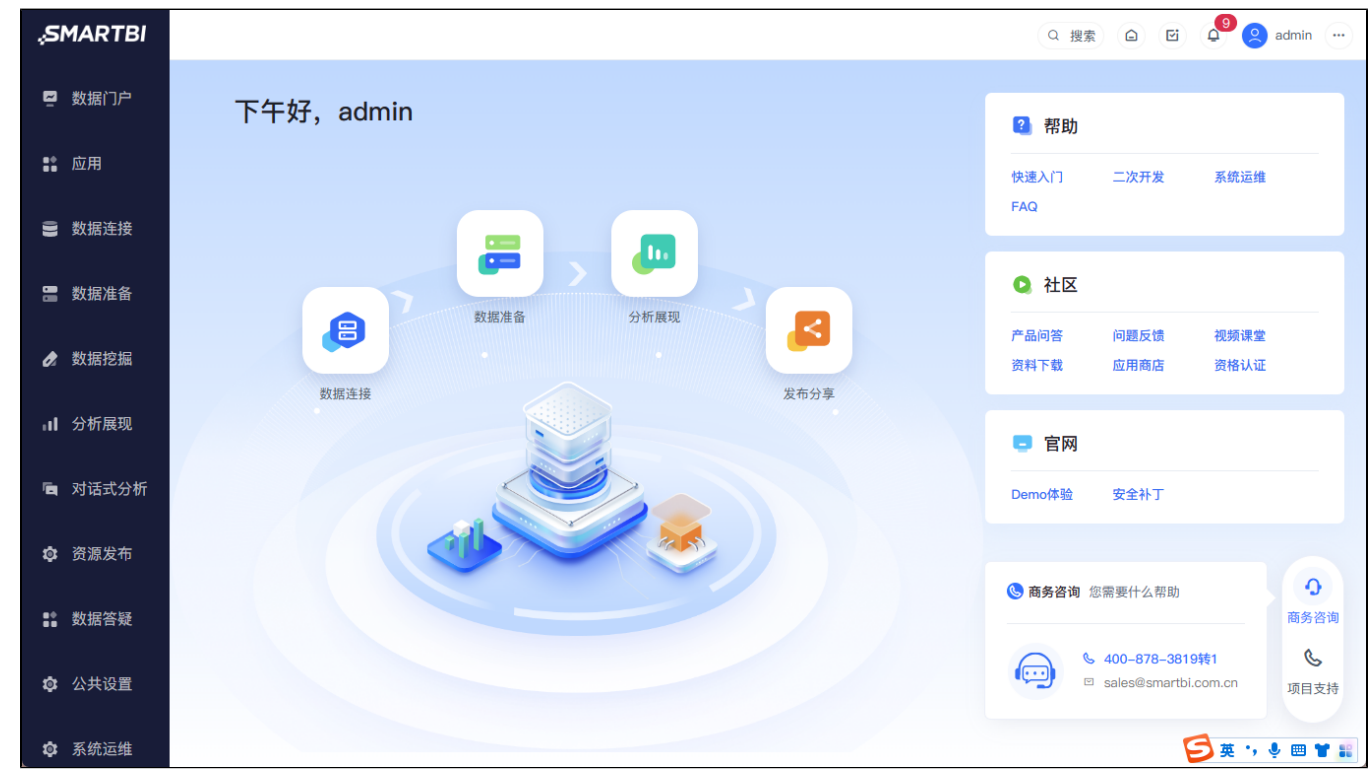 SMARTBI
搜索
9
admin
数据门户
应用
数据连接
数据准备
数据挖掘
分析展现
对话式分析
资源发布
数据答疑
公共设置
系统运维
下午好，admin
数据连接
数据准备
分析展现
发布分享
帮助
快速入门 二次开发 系统运维
FAQ
社区
产品问答 问题反馈 视频课堂
资料下载 应用商店 资格认证
官网
Demo体验 安全补丁
商务咨询 您需要什么帮助
400-878-3819转1
sales@smartbi.com.cn
商务咨询
项目支持
英